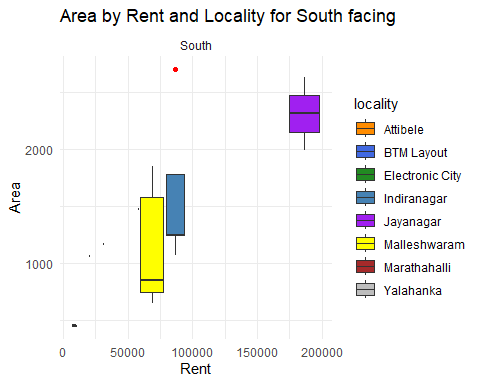 Area by Rent and Locality for South facing
South
Area
2000
1000
0
50000
100000
150000
200000
Rent
locality
Attibele
BTM Layout
Electronic City
Indiranagar
Jayanagar
Malleshwaram
Marathahalli
Yalahanka